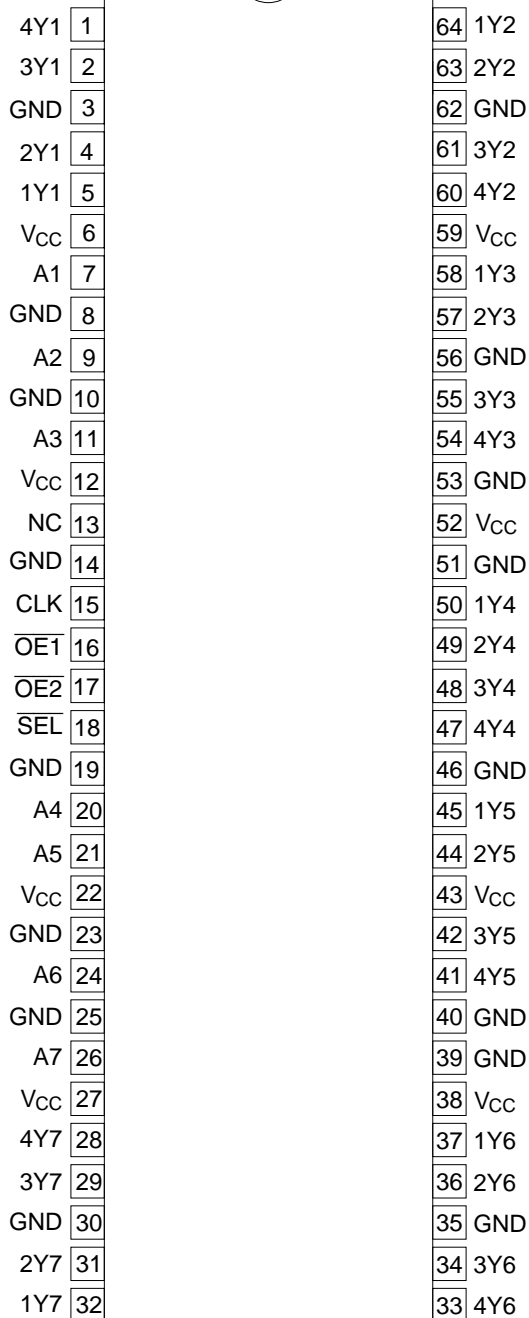 4Y1 1 64 1Y2
3Y1 2 63 2Y2
GND 3 62 GND
2Y1 4 61 3Y2
1Y1 5 60 4Y2
VCC 6 59 VCC
A1 7 58 1Y3
GND 8 57 2Y3
A2 9 56 GND
GND 10 55 3Y3
A3 11 54 4Y3
VCC 12 53 GND
NC 13 52 VCC
GND 14 51 GND
CLK 15 50 1Y4
OE1 16 49 2Y4
OE2 17 48 3Y4
SEL 18 47 4Y4
GND 19 46 GND
A4 20 45 1Y5
A5 21 44 2Y5
VCC 22 43 VCC
GND 23 42 3Y5
A6 24 41 4Y5
GND 25 40 GND
A7 26 39 GND
VCC 27 38 VCC
4Y7 28 37 1Y6
3Y7 29 36 2Y6
GND 30 35 GND
2Y7 31 34 3Y6
1Y7 32 33 4Y6